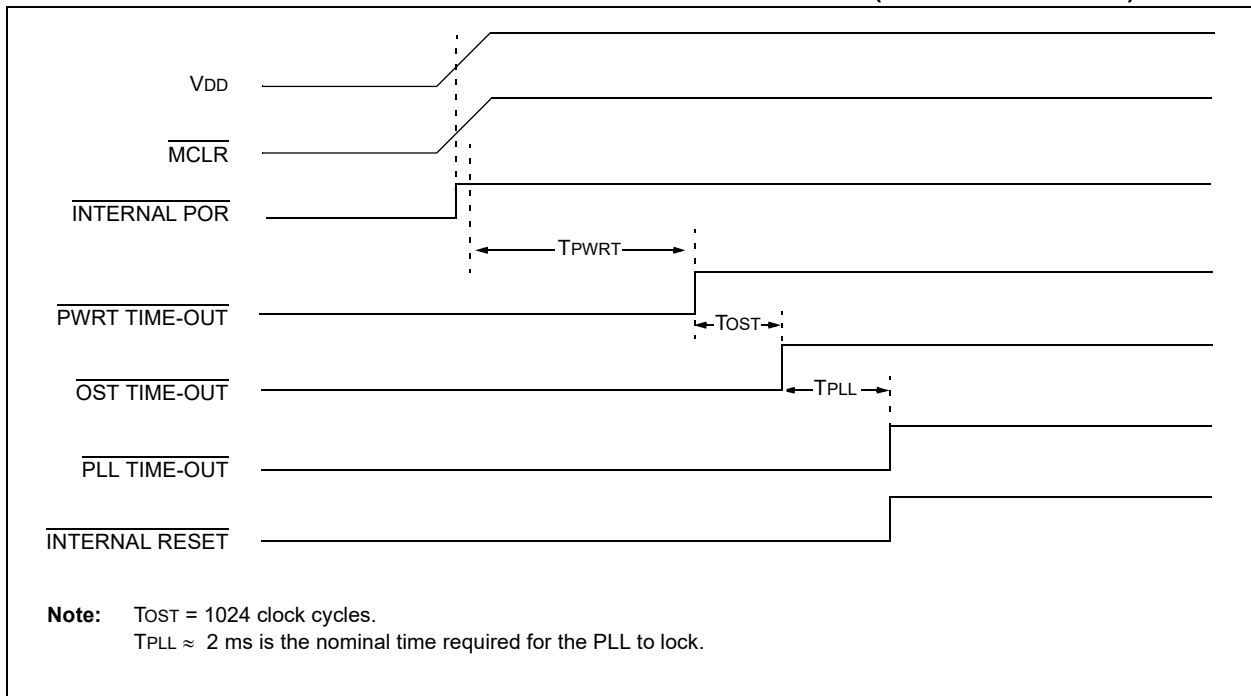 VDD
MCLR
INTERNAL POR
TPWRT
PWRT TIME-OUT
TOST
OST TIME-OUT
TPLL
PLL TIME-OUT
INTERNAL RESET
Note: TOST = 1024 clock cycles.
TPLL ≈ 2 ms is the nominal time required for the PLL to lock.